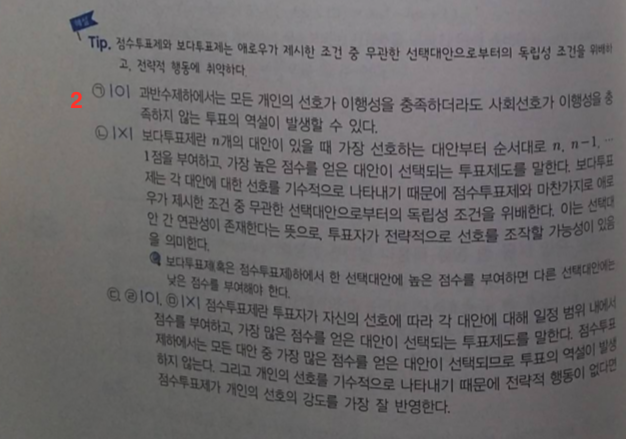 해설
Tip. 점수투표제와 보다투표제는 애로우가 제시한 조건 중 무관한 선택대안으로부터의 독립성 조건을 위배하
고, 전략적 행동에 취약하다.
2 ㉠ |O| 과반수제하에서는 모든 개인의 선호가 이행성을 충족하더라도 사회선호가 이행성을 충
족하지 않는 투표의 역설이 발생할 수 있다.
㉡ |×| 보다투표제란 n개의 대안이 있을 때 가장 선호하는 대안부터 순서대로 n, n-1, …
1점을 부여하고, 가장 높은 점수를 얻은 대안이 선택되는 투표제도를 말한다. 보다투표
제는 각 대안에 대한 선호를 기수적으로 나타내기 때문에 점수투표제와 마찬가지로 애로
우가 제시한 조건 중 무관한 선택대안으로부터의 독립성 조건을 위배한다. 이는 선택대
안 간 연관성이 존재한다는 뜻으로, 투표자가 전략적으로 선호를 조작할 가능성이 있음
을 의미한다.
보다투표제(혹은 점수투표제)하에서 한 선택대안에 높은 점수를 부여하면 다른 선택대안에는
낮은 점수를 부여해야 한다.
㉢, ㉣ |O|, ㉤ |×| 점수투표제란 투표자가 자신의 선호에 따라 각 대안에 대해 일정 범위 내에서
점수를 부여하고, 가장 많은 점수를 얻은 대안이 선택되는 투표제도를 말한다. 점수투표
제하에서는 모든 대안 중 가장 많은 점수를 얻은 대안이 선택되므로 투표의 역설이 발생
하지 않는다. 그리고 개인의 선호를 기수적으로 나타내기 때문에 전략적 행동이 없다면
점수투표제가 개인의 선호의 강도를 가장 잘 반영한다.